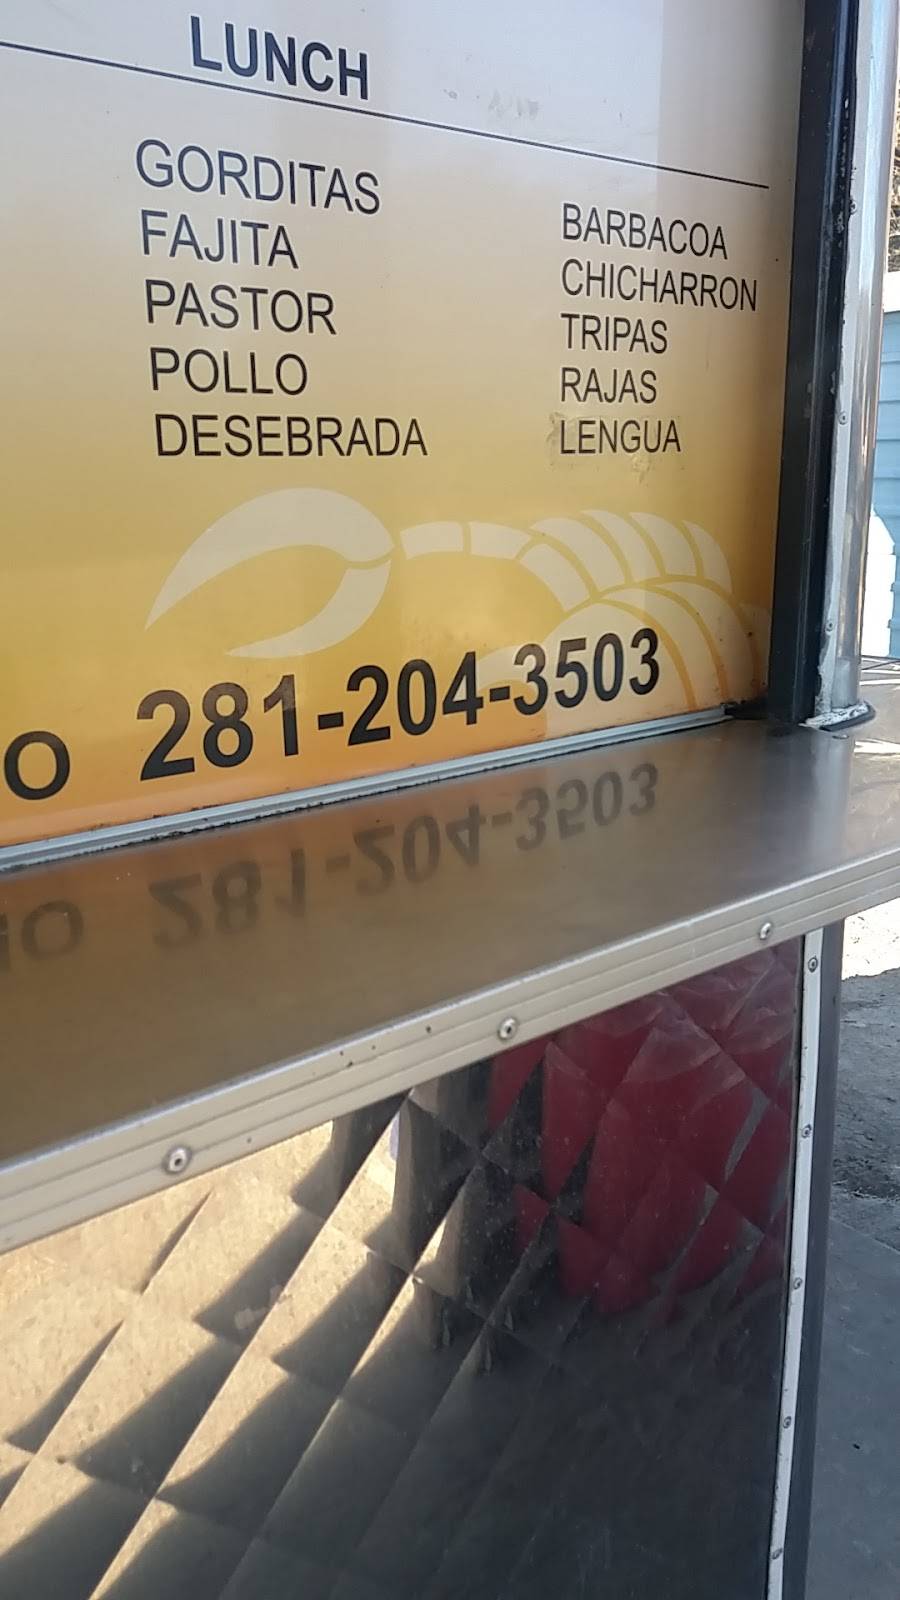 LUNCH
GORDITAS
FAJITA
PASTOR
POLLO
DESEBRADA
BARBACOA
CHICHARRON
TRIPAS
RAJAS
LENGUA
281-204-3503